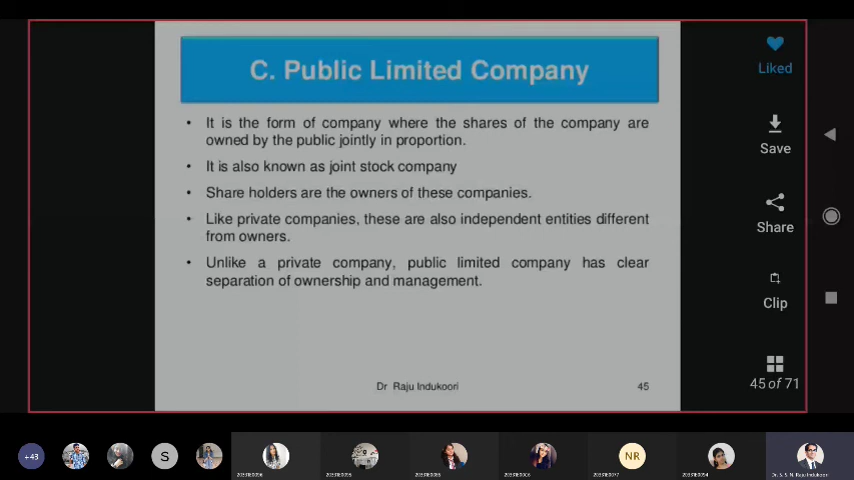 C. Public Limited Company
• It is the form of company where the shares of the company are
owned by the public jointly in proportion.
• It is also known as joint stock company
• Share holders are the owners of these companies.
• Like private companies, these are also independent entities different
from owners.
• Unlike a private company, public limited company has clear
separation of ownership and management.
Dr Raju Indukoori
45
Liked
Save
Share
Clip
45 of 71
+43
S
NR
Dr. S. S. N. Raju Indukoori